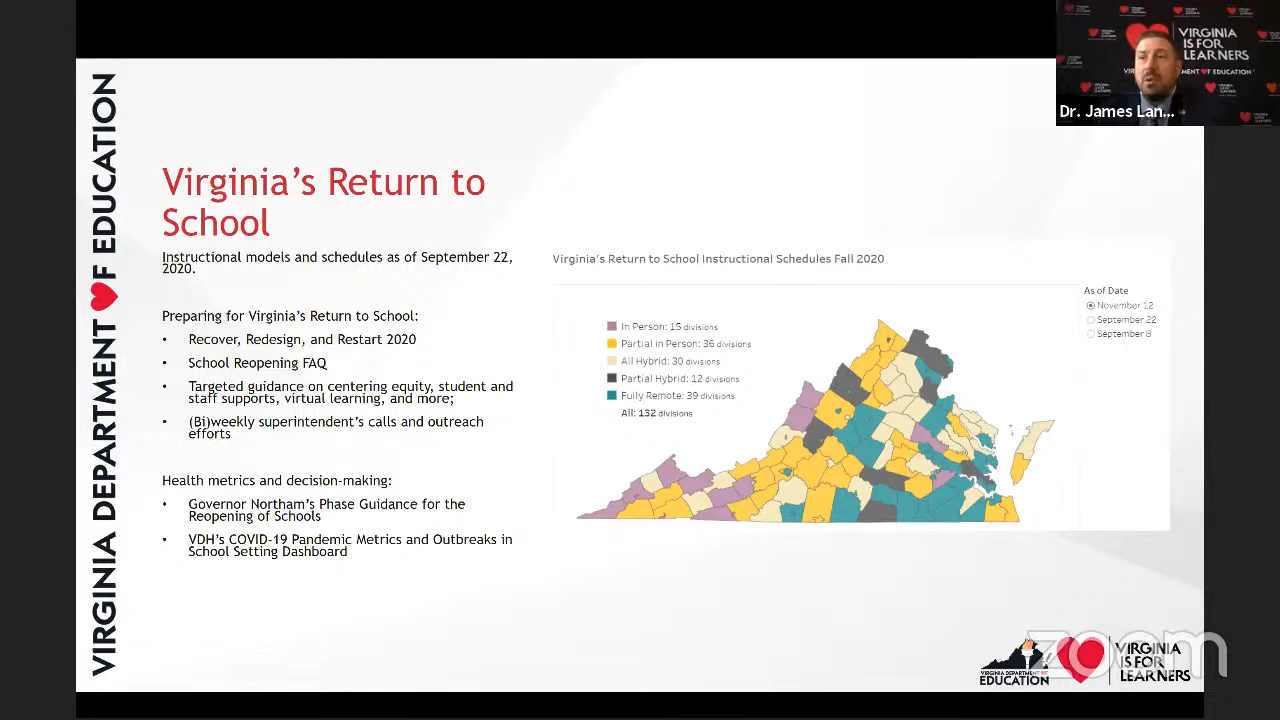 VIRGINIA DEPARTMENT OF EDUCATION
VIRGINIA
IS FOR
LEARNERS
Dr. James Lan...
Virginia's Return to
School
Instructional models and schedules as of September 22,
2020.
Preparing for Virginia's Return to School:
• Recover, Redesign, and Restart 2020
• School Reopening FAQ
• Targeted guidance on centering equity, student and
staff supports, virtual learning, and more;
• (Bi)weekly superintendent's calls and outreach
efforts
Health metrics and decision-making:
• Governor Northam's Phase Guidance for the
Reopening of Schools
• VDH's COVID-19 Pandemic Metrics and Outbreaks in
School Setting Dashboard
Virginia's Return to School Instructional Schedules Fall 2020
In Person: 15 divisions
Partial in Person: 36 divisions
All Hybrid: 30 divisions
Partial Hybrid: 12 divisions
Fully Remote: 39 divisions
All: 132 divisions
As of Date
November 12
September 22
September 8
VIRGINIA DEPARTMENT OF
EDUCATION
VIRGINIA
IS FOR
LEARNERS
zoom